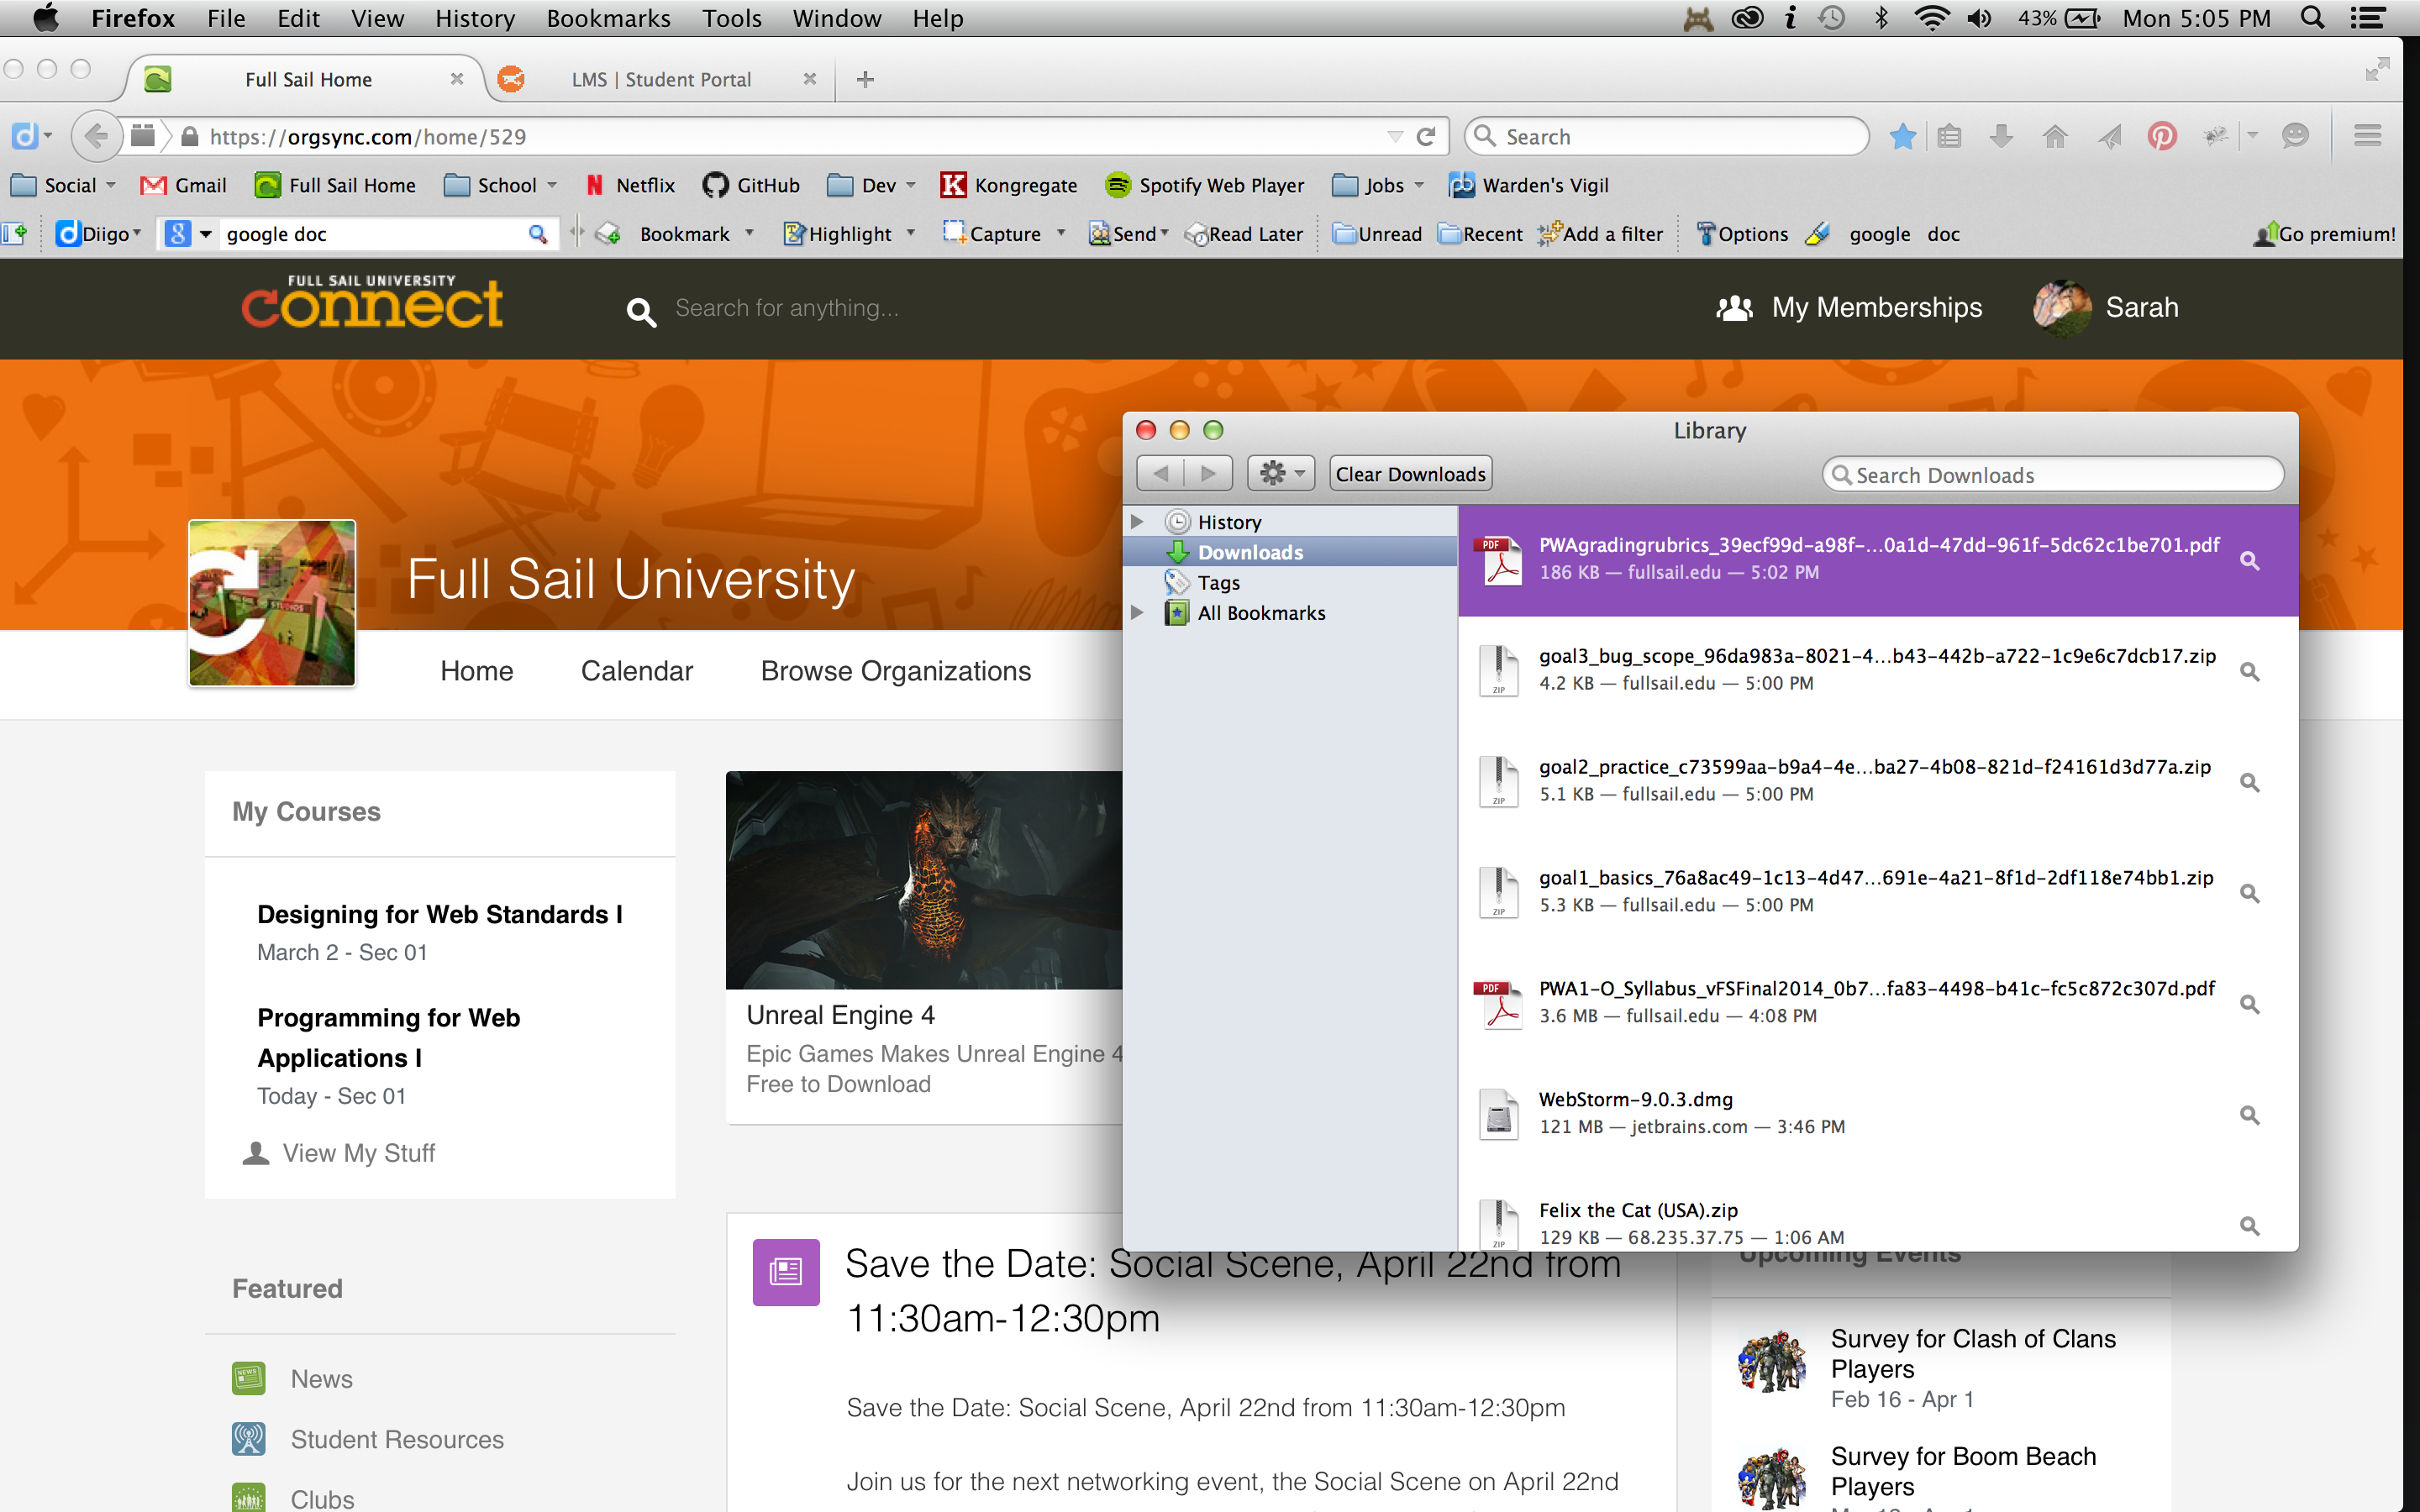 Firefox File Edit View History Bookmarks Tools Window Help
43% Mon 5:05 PM
Full Sail Home
LMS | Student Portal
https://orgsync.com/home/529
Search
Social Gmail Full Sail Home School Netflix GitHub Dev Kongregate Spotify Web Player Jobs Warden's Vigil
Diigo google doc Bookmark Highlight Capture Send Read Later Unread Recent Add a filter Options google doc Go premium!
FULL SAIL UNIVERSITY
connect
Search for anything...
My Memberships
Sarah
Full Sail University
Home Calendar Browse Organizations
My Courses
Designing for Web Standards I
March 2 - Sec 01
Programming for Web
Applications I
Today - Sec 01
View My Stuff
Featured
NEWS
News
Student Resources
Clubs
STUDIOS
Unreal Engine 4
Epic Games Makes Unreal Engine 4
Free to Download
Save the Date: Social Scene, April 22nd from
11:30am-12:30pm
Save the Date: Social Scene, April 22nd from 11:30am-12:30pm
Join us for the next networking event, the Social Scene on April 22nd
Library
Clear Downloads
Search Downloads
History
Downloads
Tags
All Bookmarks
PDF
PWAgradingrubrics_39ecf99d-a98f-...0a1d-47dd-961f-5dc62c1be701.pdf
186 KB — fullsail.edu — 5:02 PM
ZIP
goal3_bug_scope_96da983a-8021-4...b43-442b-a722-1c9e6c7dcb17.zip
4.2 KB — fullsail.edu — 5:00 PM
ZIP
goal2_practice_c73599aa-b9a4-4e...ba27-4b08-821d-f24161d3d77a.zip
5.1 KB — fullsail.edu — 5:00 PM
ZIP
goal1_basics_76a8ac49-1c13-4d47...691e-4a21-8f1d-2df118e74bb1.zip
5.3 KB — fullsail.edu — 5:00 PM
PDF
PWA1-O_Syllabus_vFSFinal2014_0b7...fa83-4498-b41c-fc5c872c307d.pdf
3.6 MB — fullsail.edu — 4:08 PM
WebStorm-9.0.3.dmg
121 MB — jetbrains.com — 3:46 PM
ZIP
Felix the Cat (USA).zip
129 KB — 68.235.37.75 — 1:06 AM
Upcoming Events
Survey for Clash of Clans
Players
Feb 16 - Apr 1
Survey for Boom Beach
Players